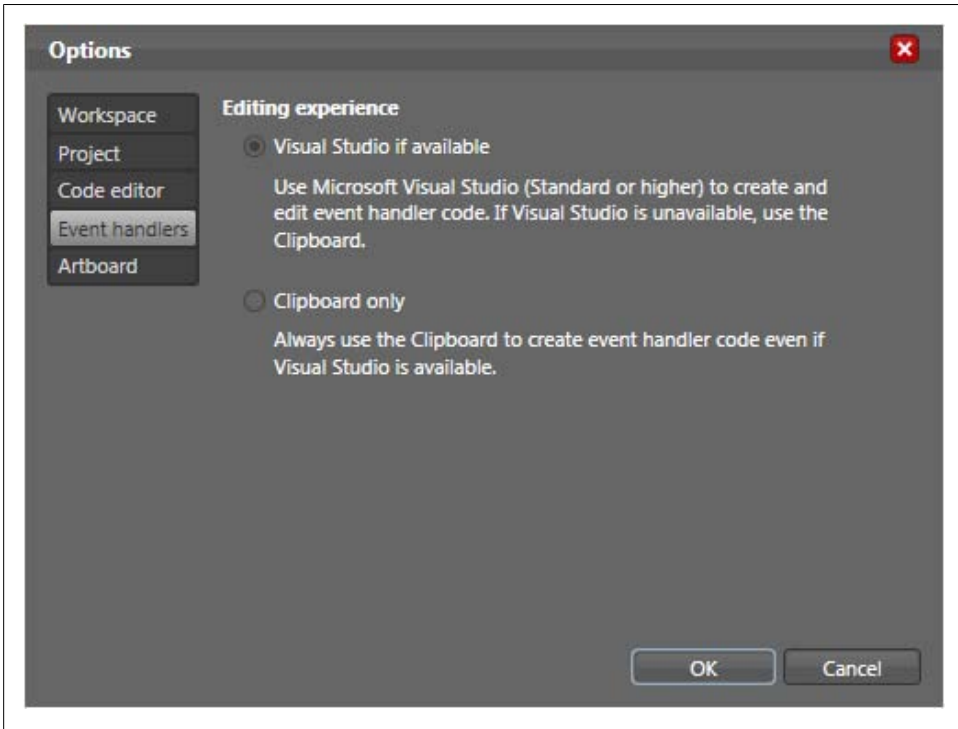 Options
Workspace
Project
Code editor
Event handlers
Artboard
Editing experience
Visual Studio if available
Use Microsoft Visual Studio (Standard or higher) to create and
edit event handler code. If Visual Studio is unavailable, use the
Clipboard.
Clipboard only
Always use the Clipboard to create event handler code even if
Visual Studio is available.
OK
Cancel